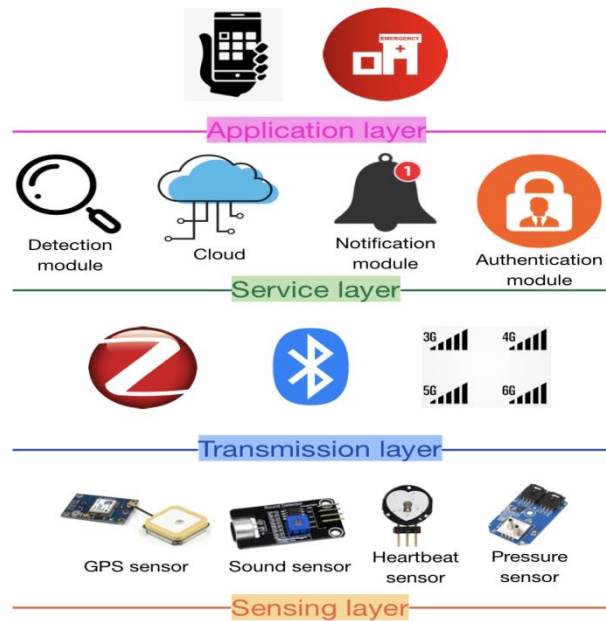 EMERGENCY
Application layer
1
Detection
module
Cloud
Notification
module
Authentication
module
Service layer
3G
4G
5G
6G
Transmission layer
GPS sensor
Sound sensor
Heartbeat
sensor
Pressure
sensor
Sensing layer